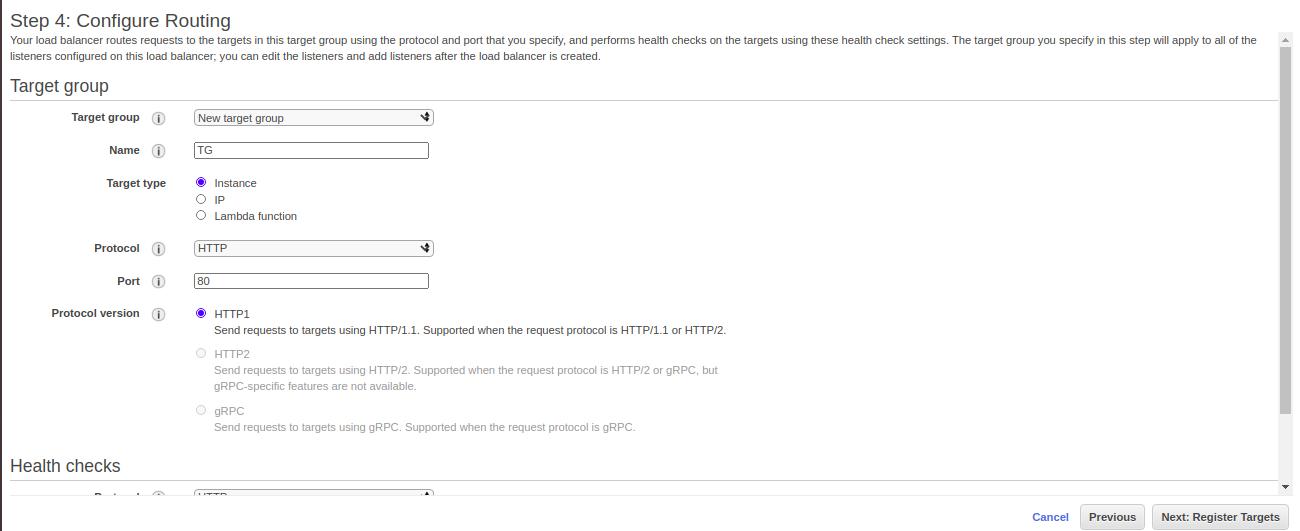 Step 4: Configure Routing
Your load balancer routes requests to the targets in this target group using the protocol and port that you specify, and performs health checks on the targets using these health check settings. The target group you specify in this step will apply to all of the
listeners configured on this load balancer; you can edit the listeners and add listeners after the load balancer is created.
Target group
Target group i New target group
Name i TG
Target type Instance
IP
Lambda function
Protocol i HTTP
Port i 80
Protocol version i HTTP1
Send requests to targets using HTTP/1.1. Supported when the request protocol is HTTP/1.1 or HTTP/2.
HTTP2
Send requests to targets using HTTP/2. Supported when the request protocol is HTTP/2 or gRPC, but
gRPC-specific features are not available.
gRPC
Send requests to targets using gRPC. Supported when the request protocol is gRPC.
Health checks
Protocol i HTTP
Cancel Previous Next: Register Targets